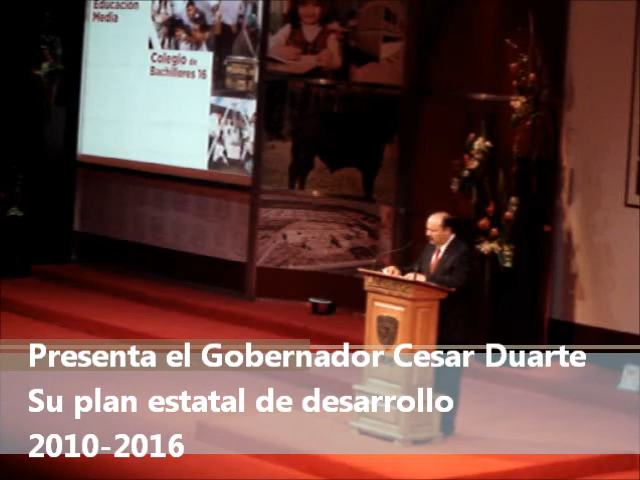 Educación
Media
Colegio de
Bachilleres 16
Presenta el Gobernador Cesar Duarte
Su plan estatal de desarrollo
2010-2016